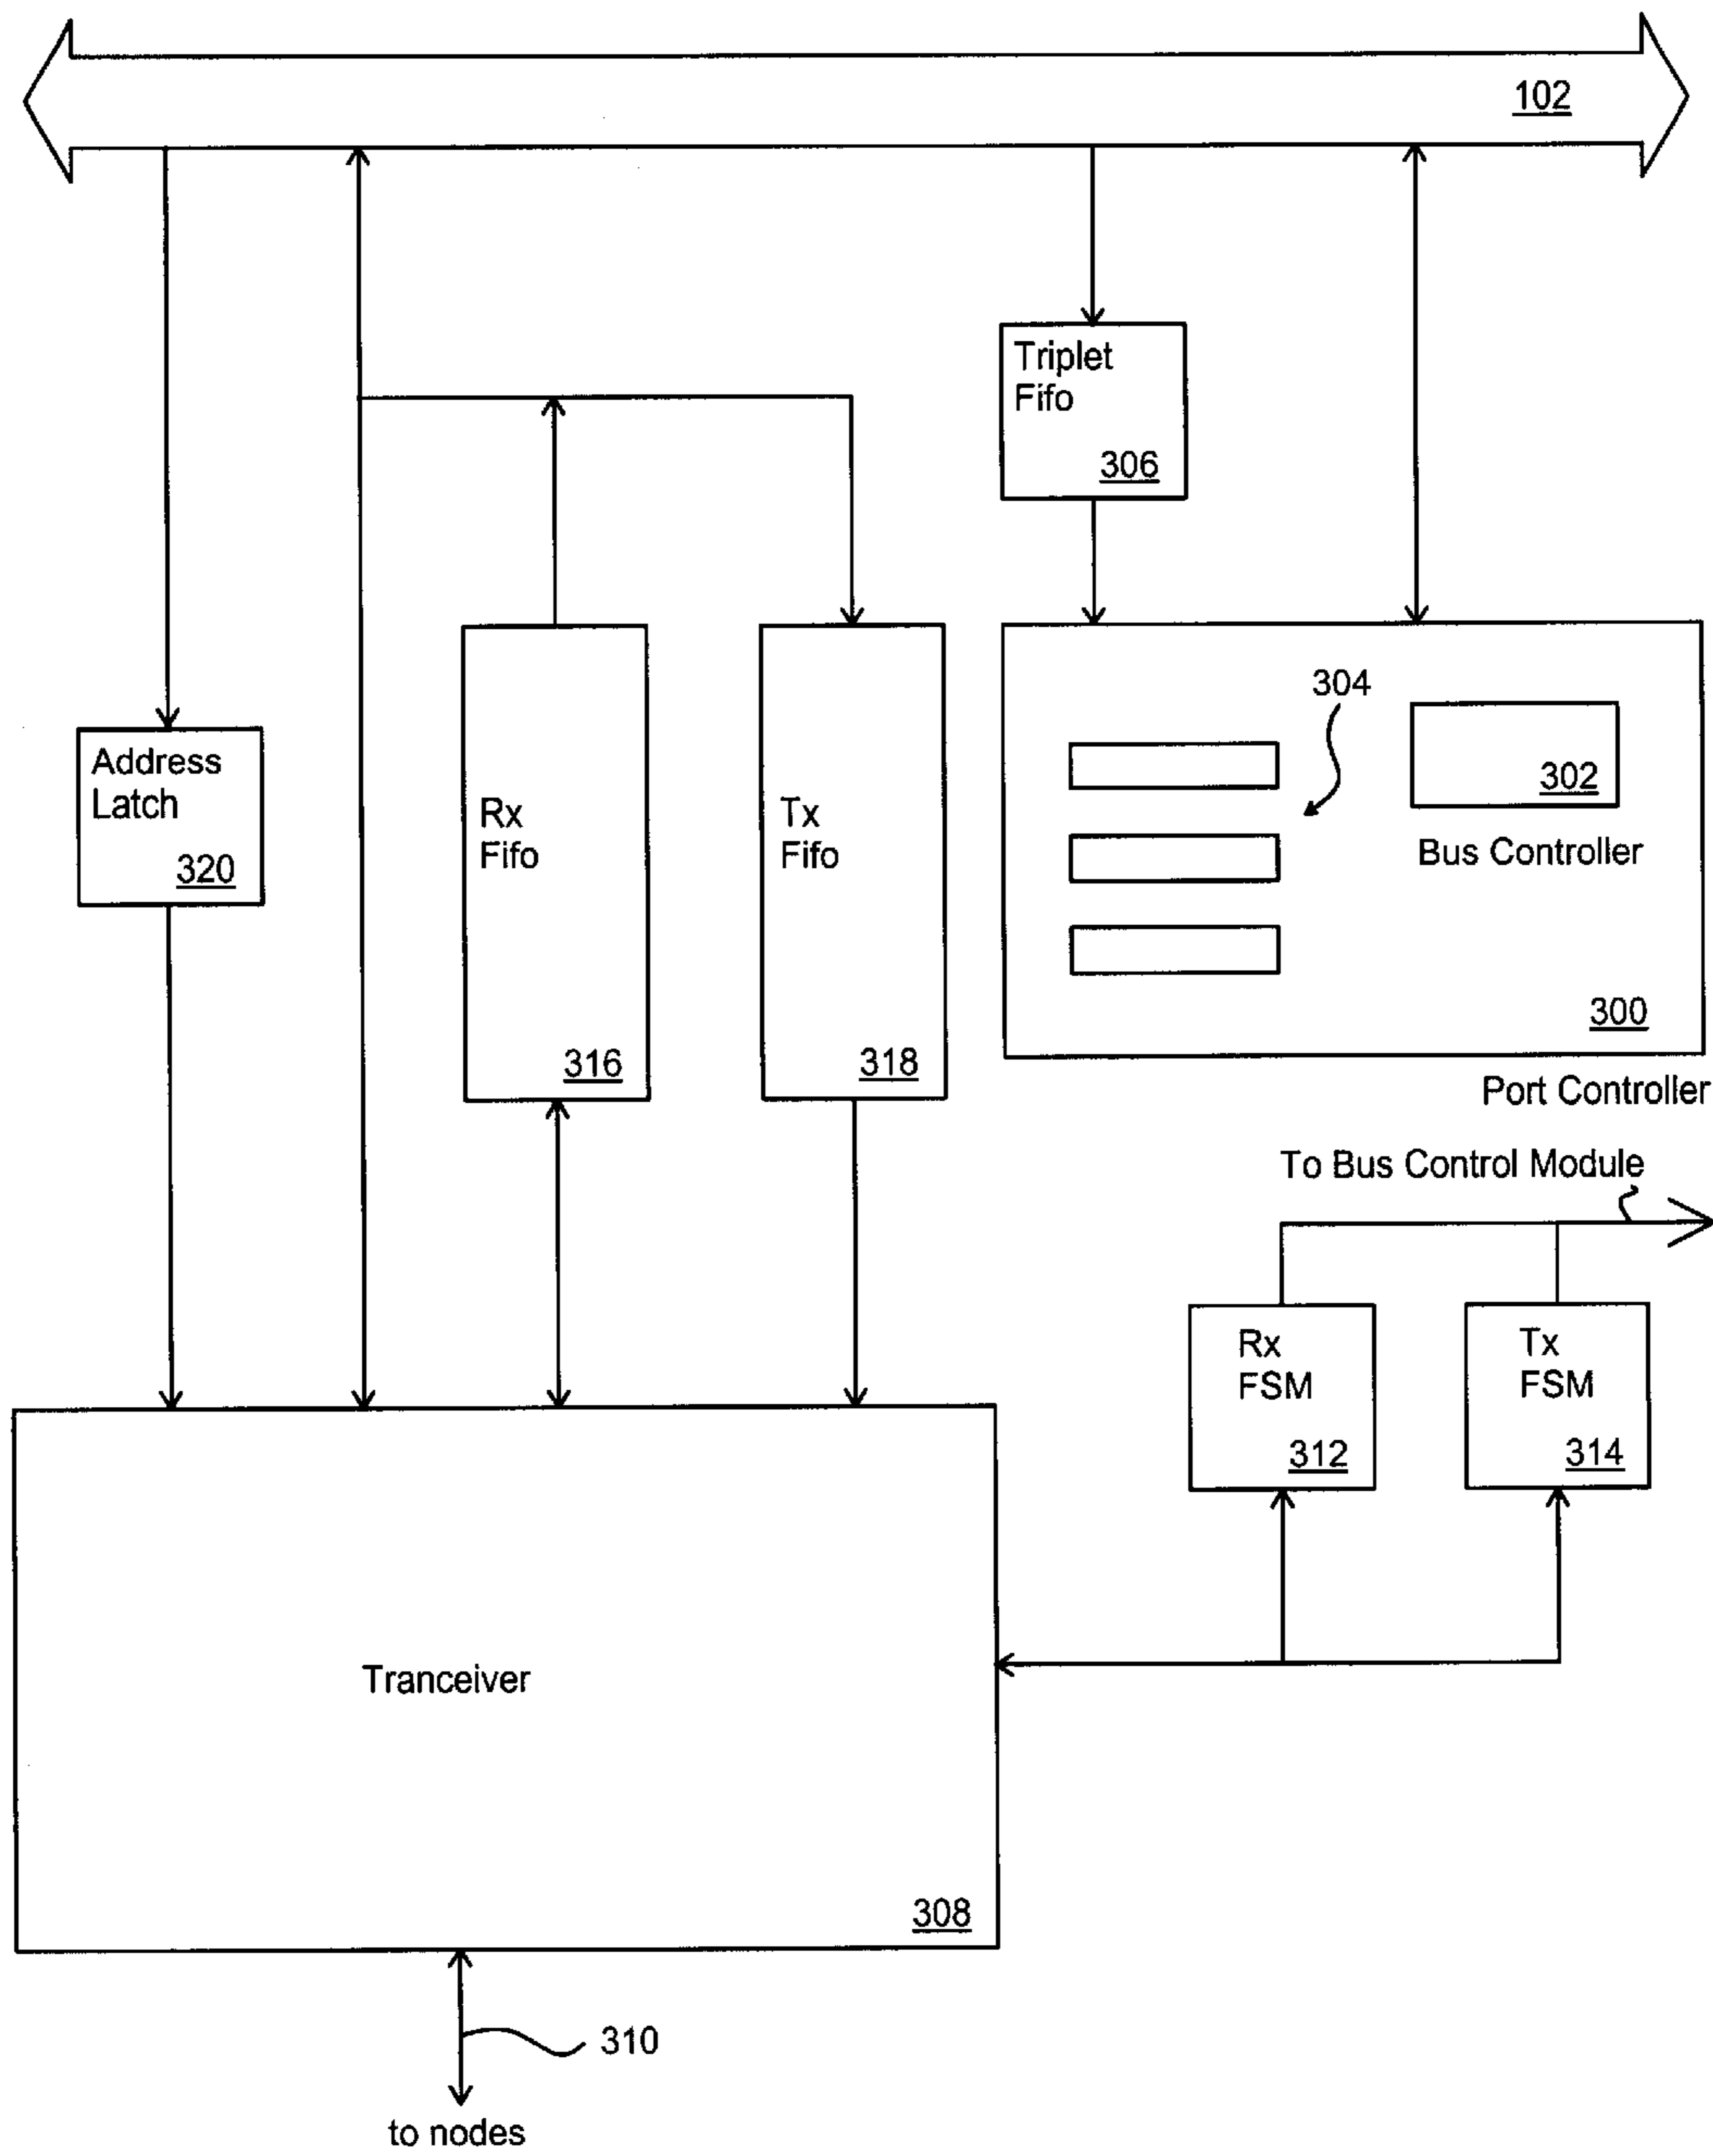 102
Triplet
Fifo
306
304
302
Bus Controller
300
Port Controller
Address
Latch
320
Rx
Fifo
316
Tx
Fifo
318
To Bus Control Module
Rx
FSM
312
Tx
FSM
314
Tranceiver
308
310
to nodes